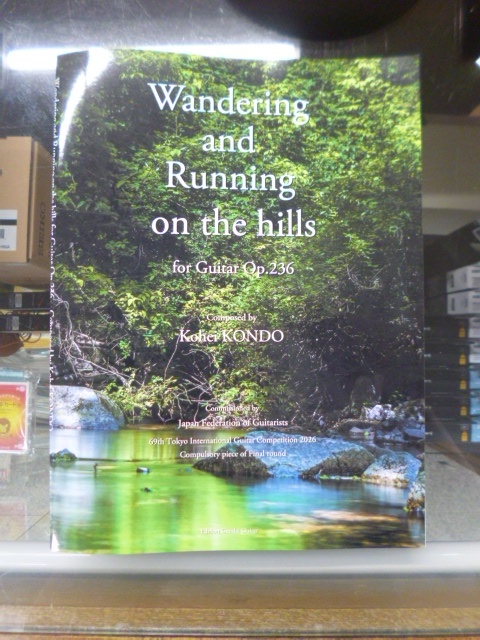 Wandering
and
Running
on the hills
for Guitar Op.236
Composed by
Kohei KONDO
Commissioned by
Japan Federation of Guitarists
69th Tokyo International Guitar Competition 2026
Compulsory piece of Final round